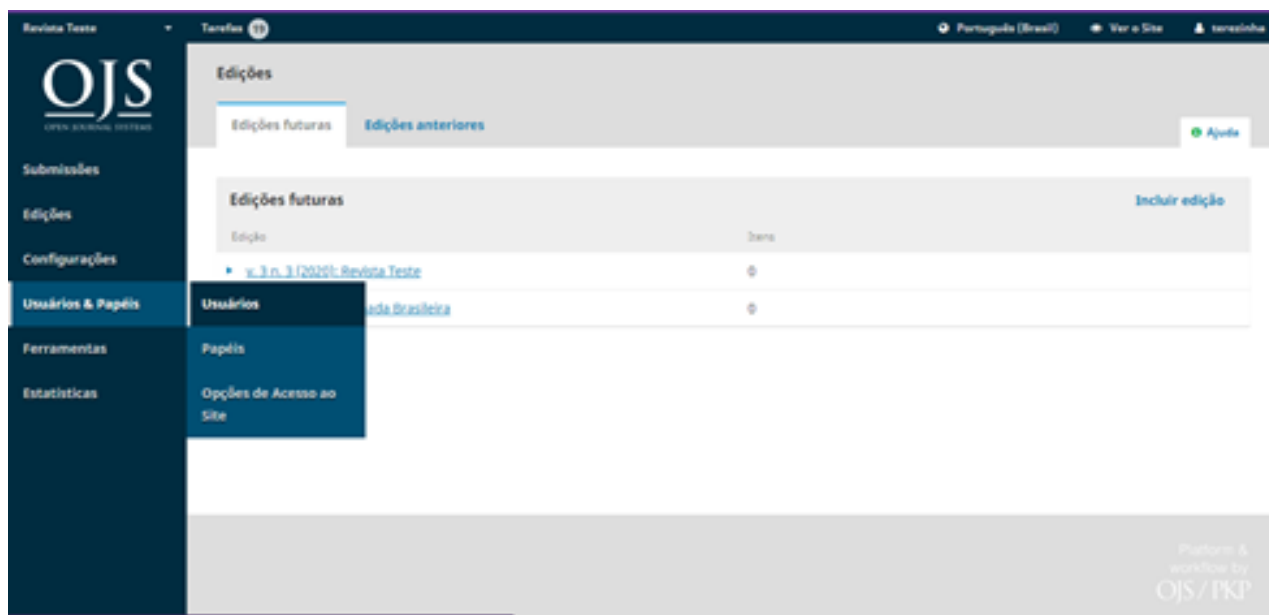 Revista Teste
Tarefas 19
Português (Brasil)
Ver o Site
terezinha
OJS
OPEN JOURNAL SYSTEMS
Submissões
Edições
Configurações
Usuários & Papéis
Ferramentas
Estatísticas
Usuários
Papéis
Opções de Acesso ao
Site
Edições
Edições futuras
Edições anteriores
Ajuda
Edições futuras
Incluir edição
Edição
Itens
v. 3 n. 3 (2020): Revista Teste
0
ada Brasileira
0
Platform &
workflow by
OJS / PKP